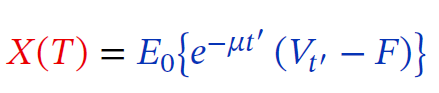 X(T) = E₀{e^{-μt′} (V_{t′} − F)}